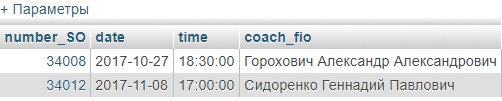 + Параметры
number_SO date time coach_fio
34008 2017-10-27 18:30:00 Горохович Александр Александрович
34012 2017-11-08 17:00:00 Сидоренко Геннадий Павлович